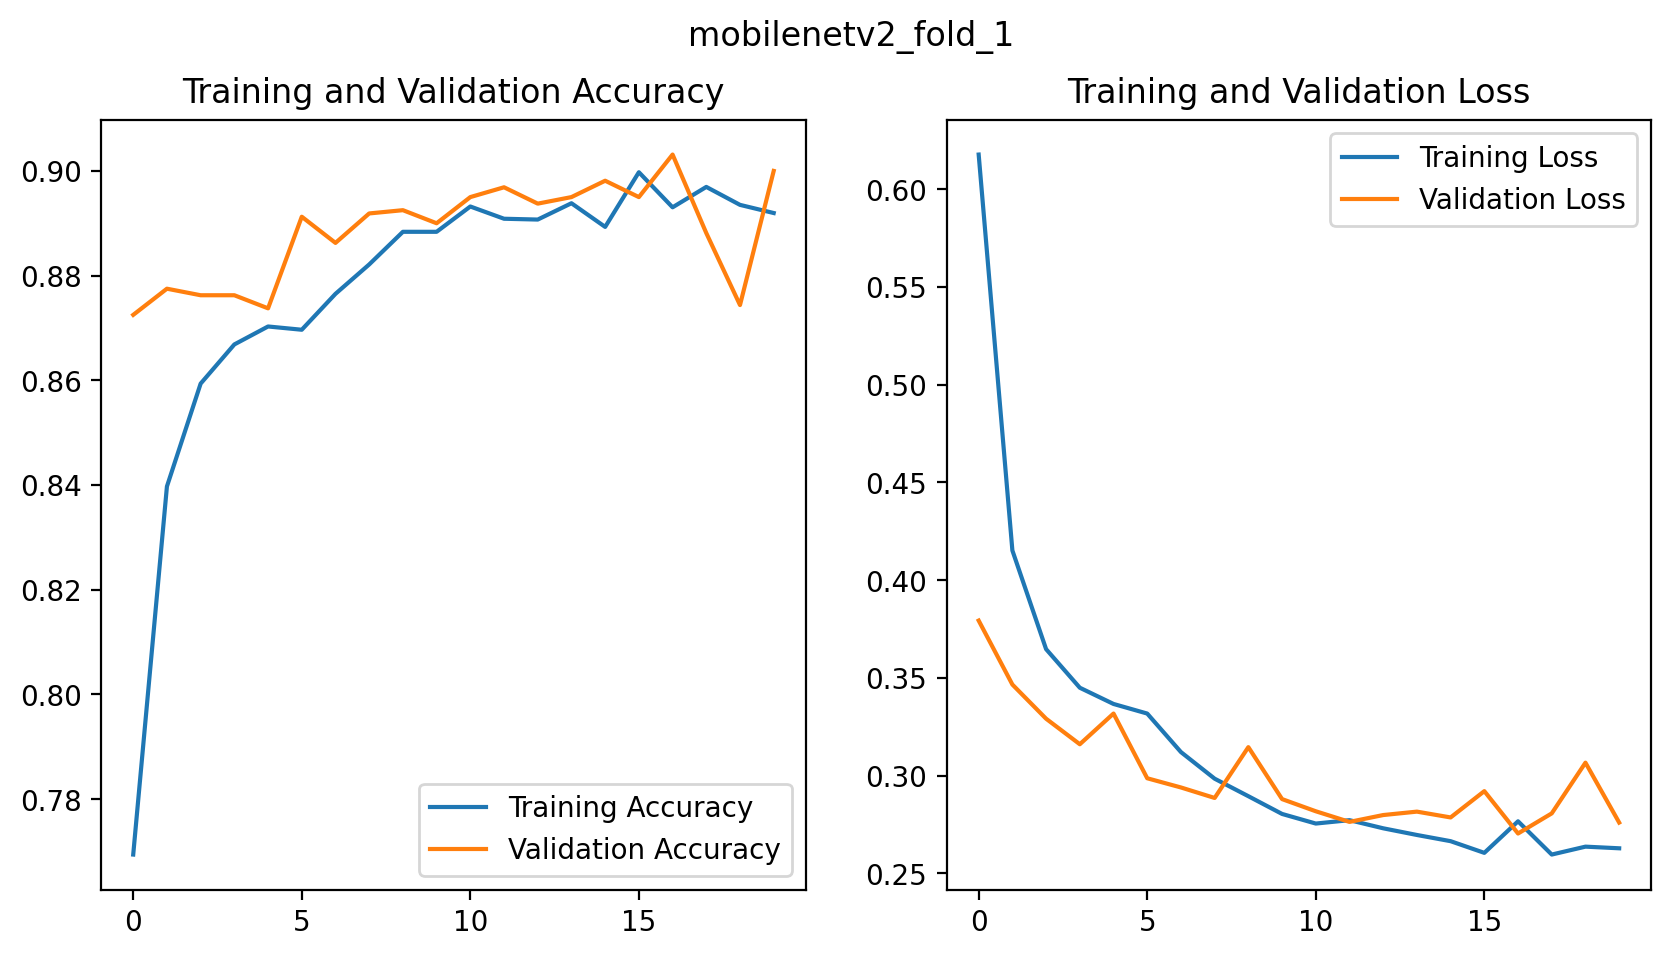 mobilenetv2_fold_1
Training and Validation Accuracy
0.90
0.88
0.86
0.84
0.82
0.80
0.78
0 5 10 15
Training Accuracy
Validation Accuracy
Training and Validation Loss
0.60
0.55
0.50
0.45
0.40
0.35
0.30
0.25
0 5 10 15
Training Loss
Validation Loss